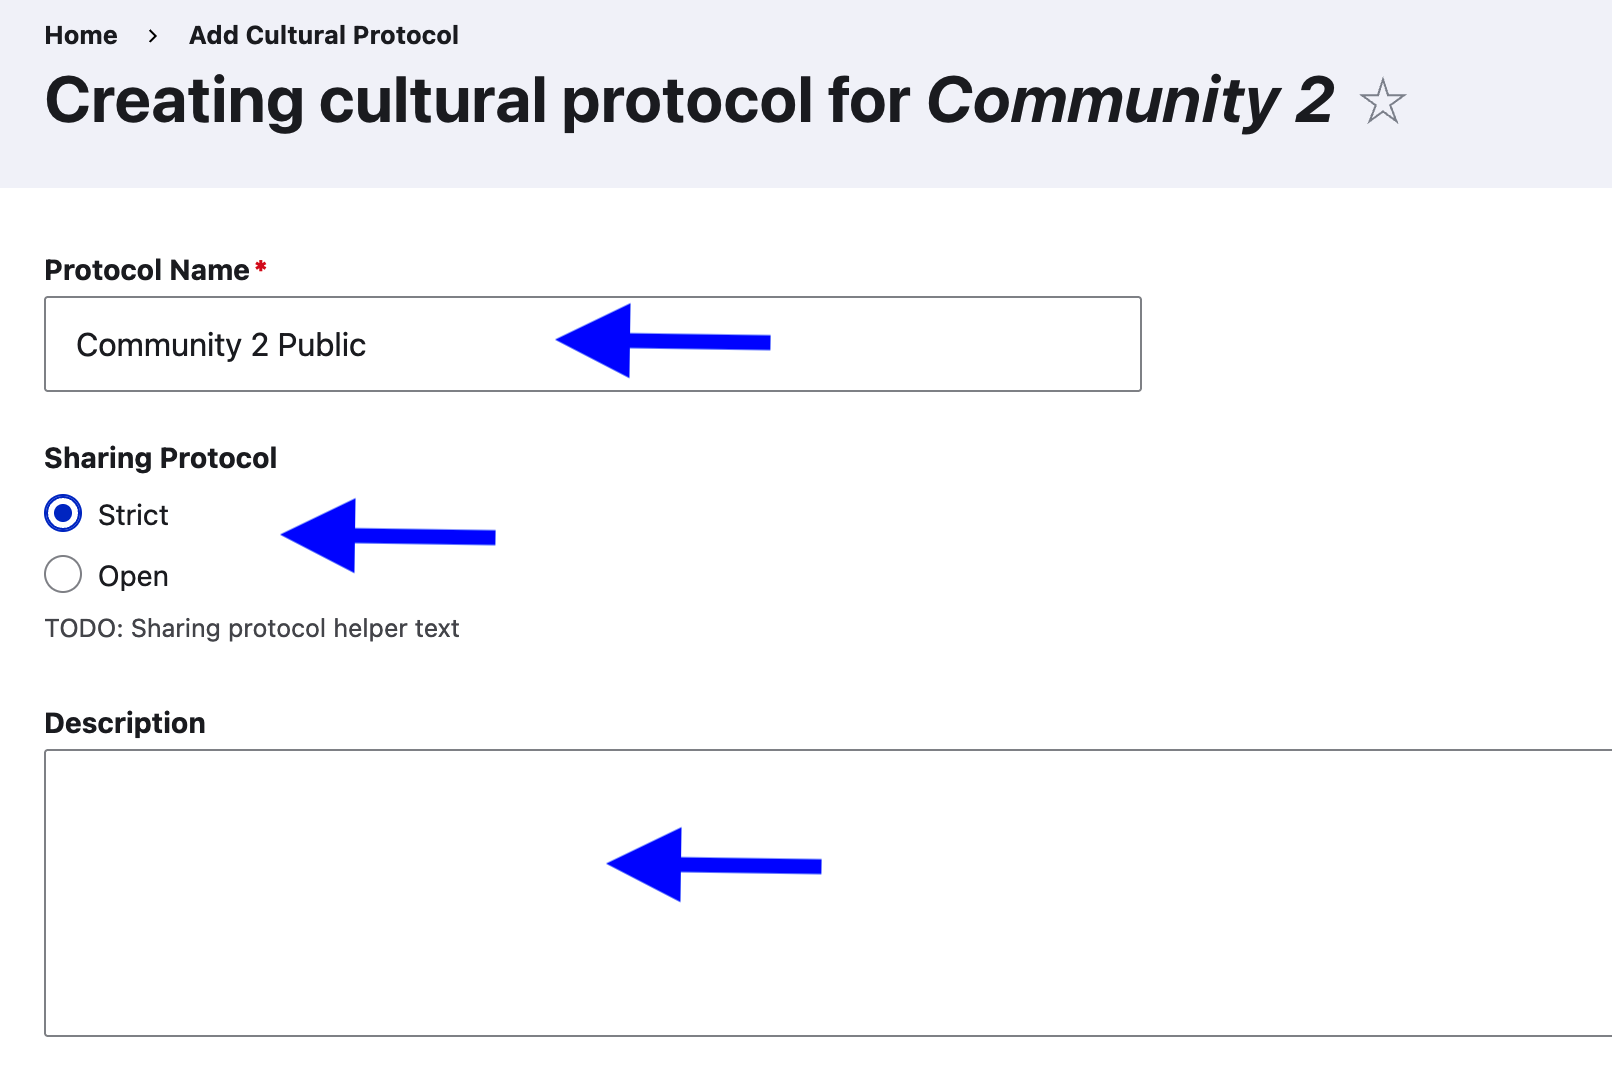 Home > Add Cultural Protocol
Creating cultural protocol for Community 2
Protocol Name*
Community 2 Public
Sharing Protocol
Strict
Open
TODO: Sharing protocol helper text
Description